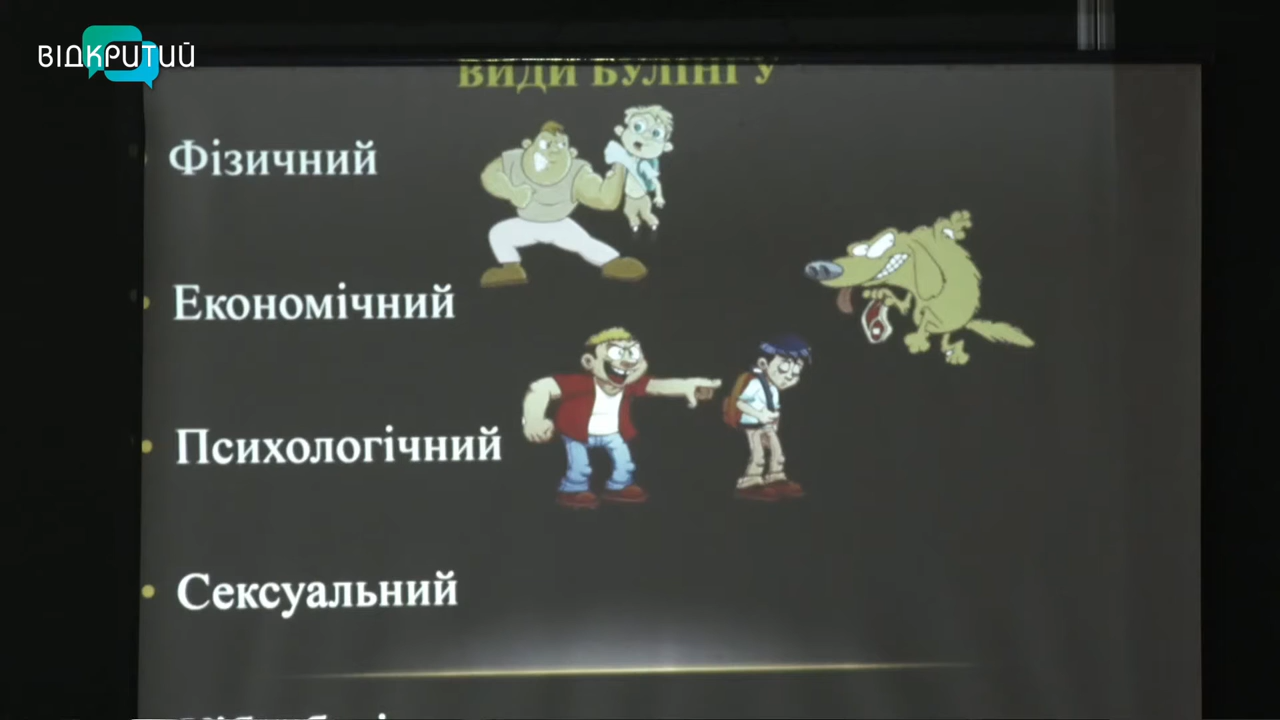 ВІДКРИТИЙ
ВИДИ БУЛІНГУ
Фізичний
Економічний
Психологічний
Сексуальний